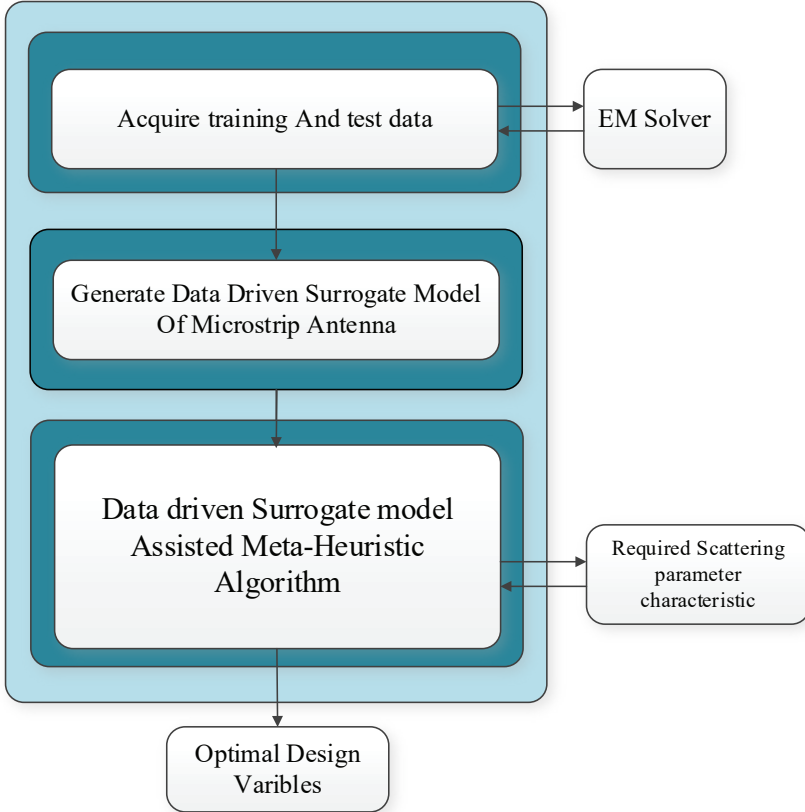 Acquire training And test data
EM Solver
Generate Data Driven Surrogate Model
Of Microstrip Antenna
Data driven Surrogate model
Assisted Meta-Heuristic
Algorithm
Required Scattering
parameter
characteristic
Optimal Design
Varibles